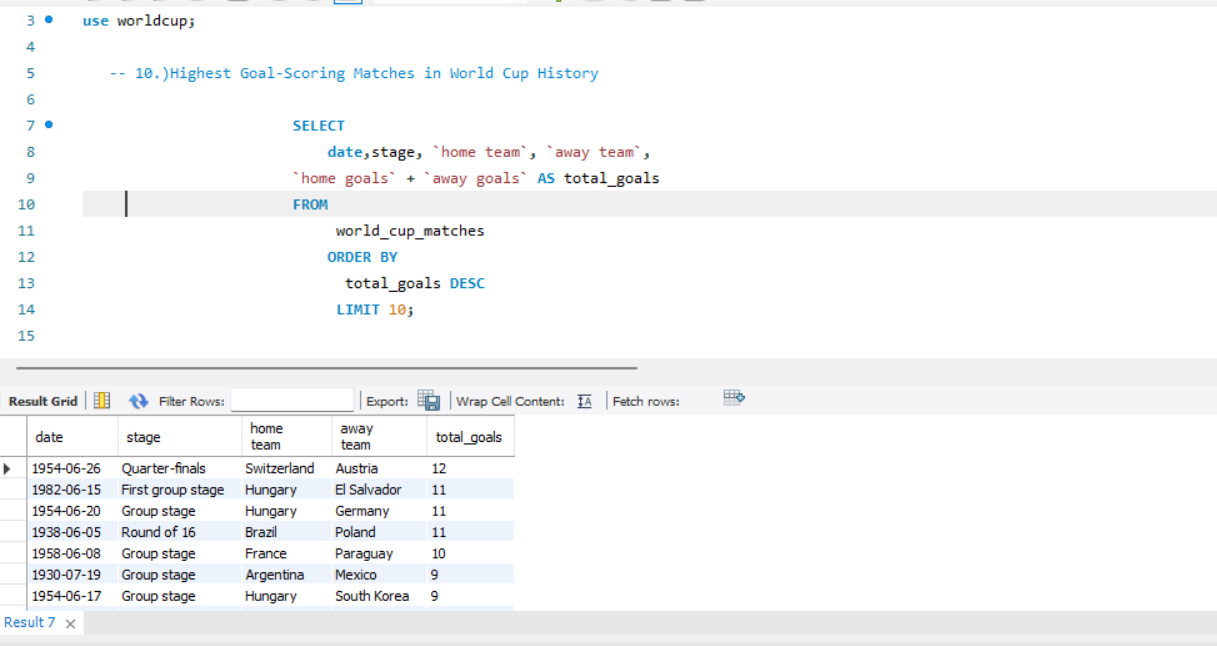 3 use worldcup;
4
5 -- 10.)Highest Goal-Scoring Matches in World Cup History
6
7 SELECT
8 date,stage, `home team`, `away team`,
9 `home goals` + `away goals` AS total_goals
10 FROM
11 world_cup_matches
12 ORDER BY
13 total_goals DESC
14 LIMIT 10;
15
Result Grid Filter Rows: Export: Wrap Cell Content: IA Fetch rows:
date stage home team away team total_goals
1954-06-26 Quarter-finals Switzerland Austria 12
1982-06-15 First group stage Hungary El Salvador 11
1954-06-20 Group stage Hungary Germany 11
1938-06-05 Round of 16 Brazil Poland 11
1958-06-08 Group stage France Paraguay 10
1930-07-19 Group stage Argentina Mexico 9
1954-06-17 Group stage Hungary South Korea 9
Result 7 ×